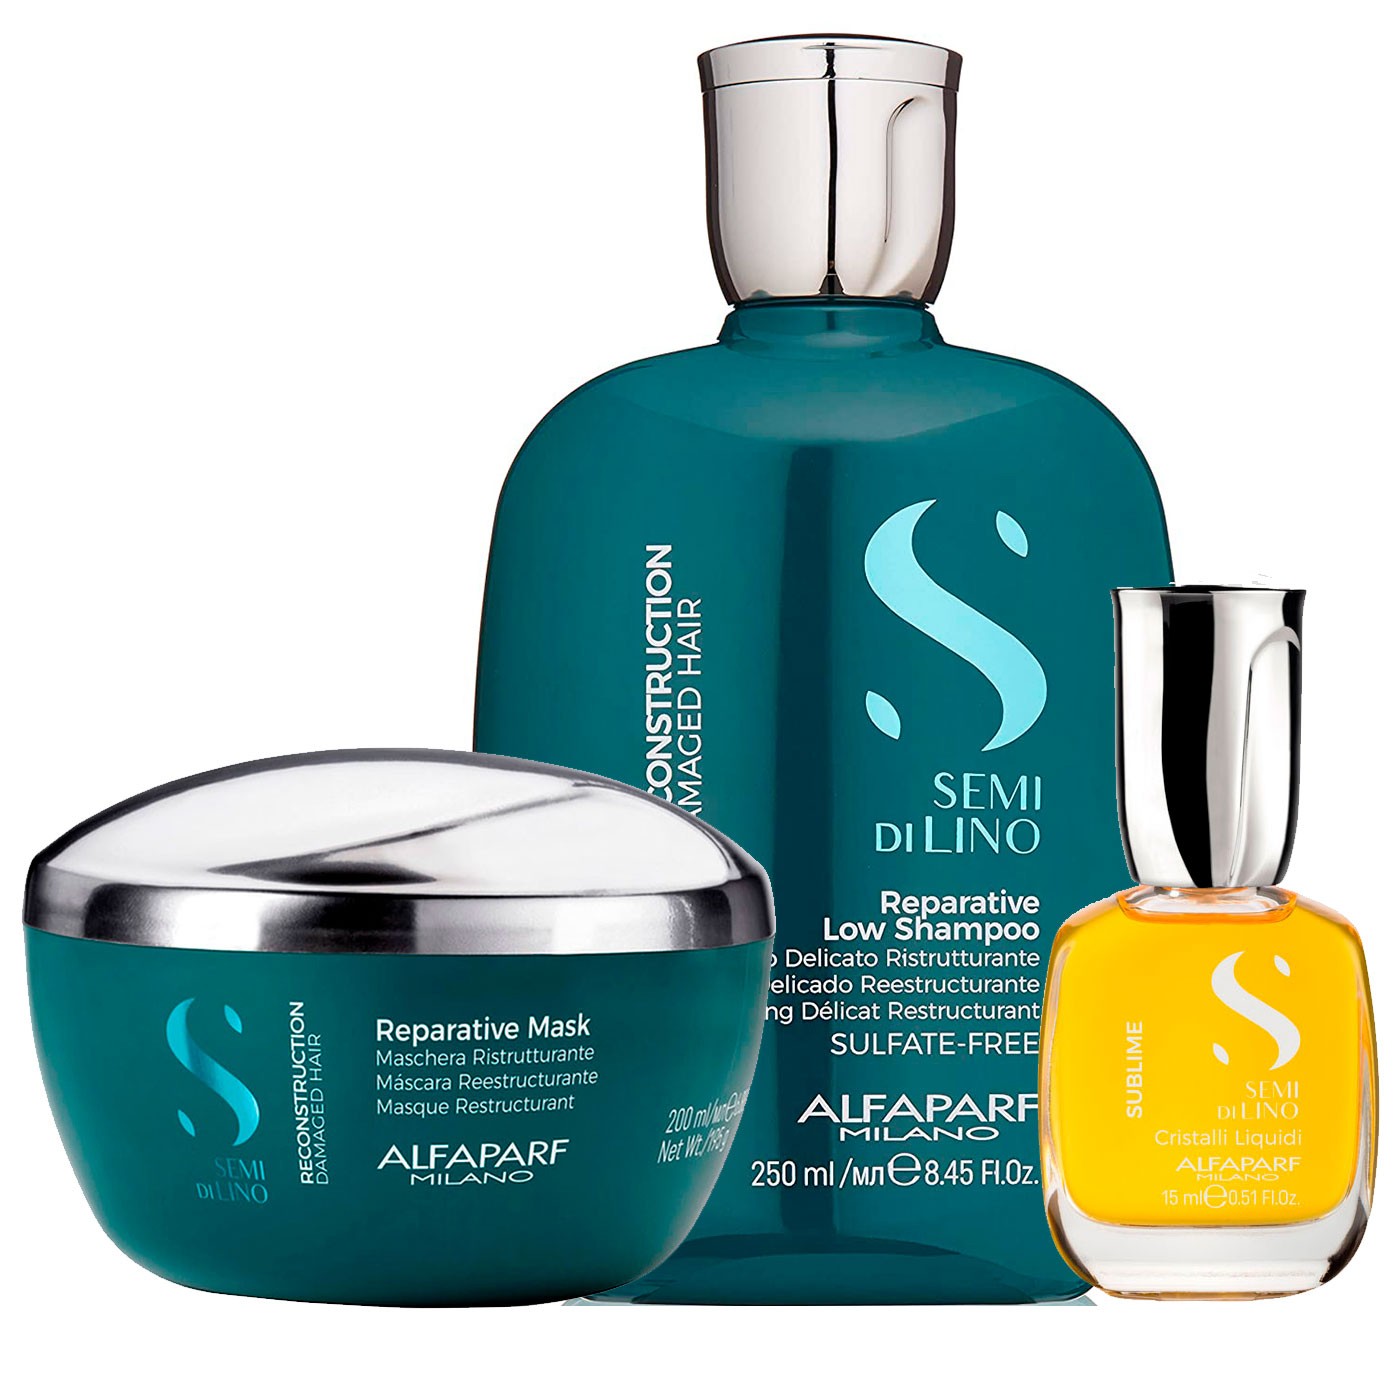 CONSTRUCTION
DAMAGED HAIR
SEMI
DI LINO
Reparative
Low Shampoo
Delicato Ristrutturante
Reestructurante
Délicat Restructurant
SULFATE-FREE
ALFAPARF
MILANO
250 ml/мл℮8.45 Fl.Oz.
SEMI
DI LINO
RECONSTRUCTION
DAMAGED HAIR
Reparative Mask
Maschera Ristrutturante
Máscara Reestructurante
Masque Restructurant
ALFAPARF
MILANO
200 ml/мл℮
Net Wt./195g
SUBLIME
SEMI
DI LINO
Cristalli Liquidi
ALFAPARF
MILANO
15 ml℮0.51 Fl.Oz.